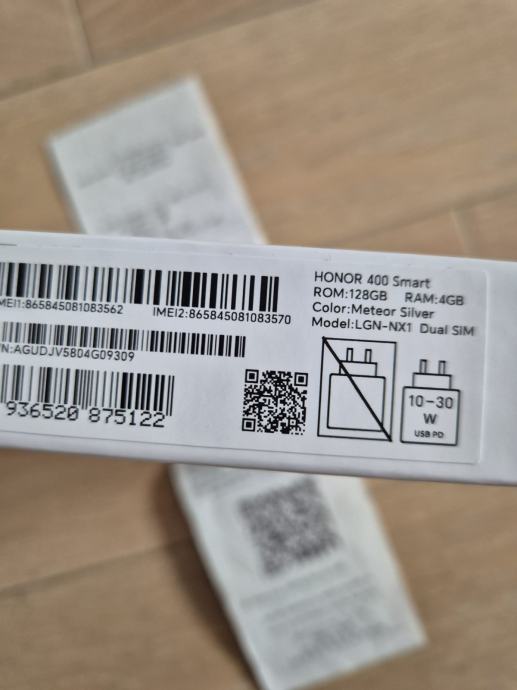 HONOR 400 Smart
ROM:128GB RAM:4GB
Color:Meteor Silver
Model:LGN-NX1 Dual SIM
IMEI1:865845081083562 IMEI2:865845081083570
N:AGUDJV5804G09309
936520 875122
10-30
W
USB PD